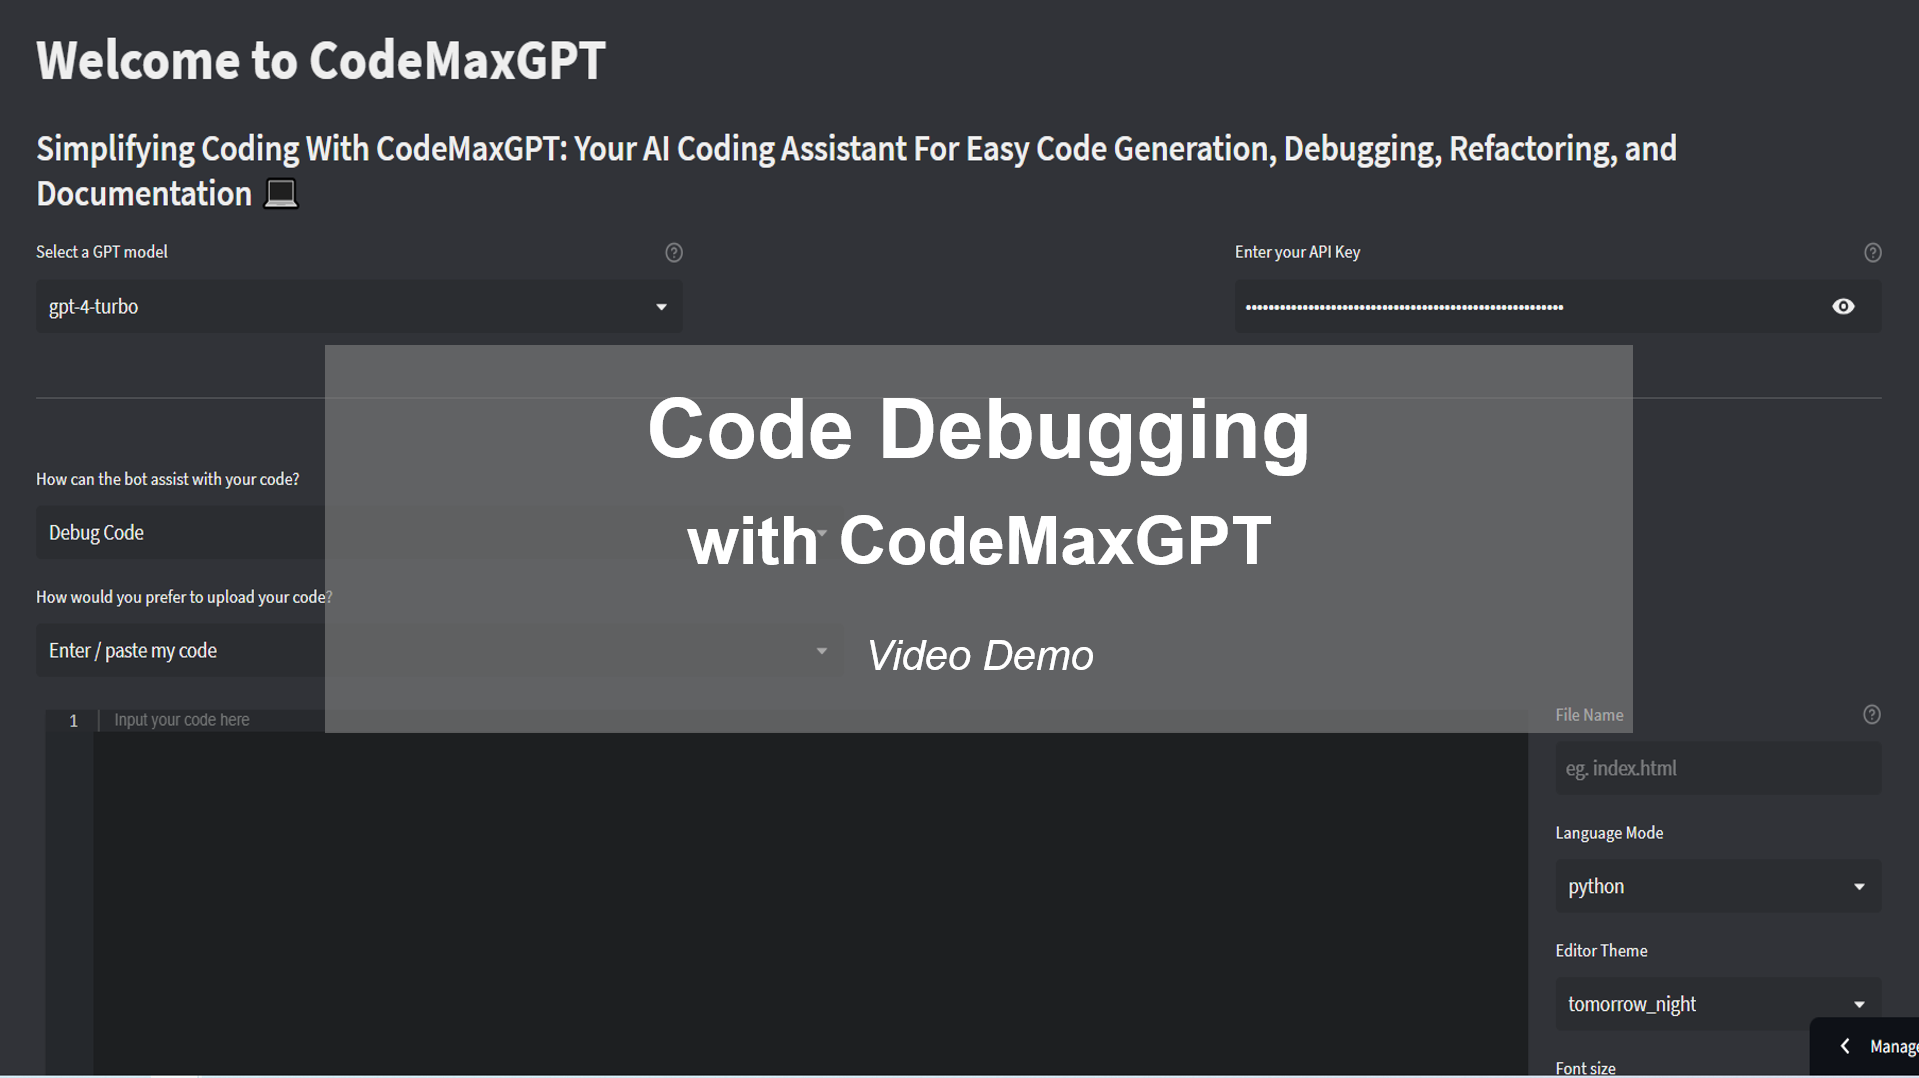 Welcome to CodeMaxGPT
Simplifying Coding With CodeMaxGPT: Your AI Coding Assistant For Easy Code Generation, Debugging, Refactoring, and
Documentation 💻
Select a GPT model
Enter your API Key
gpt-4-turbo
Code Debugging
with CodeMaxGPT
Video Demo
How can the bot assist with your code?
Debug Code
How would you prefer to upload your code?
Enter / paste my code
1 Input your code here
File Name
eg. index.html
Language Mode
python
Editor Theme
tomorrow_night
Manage
Font size